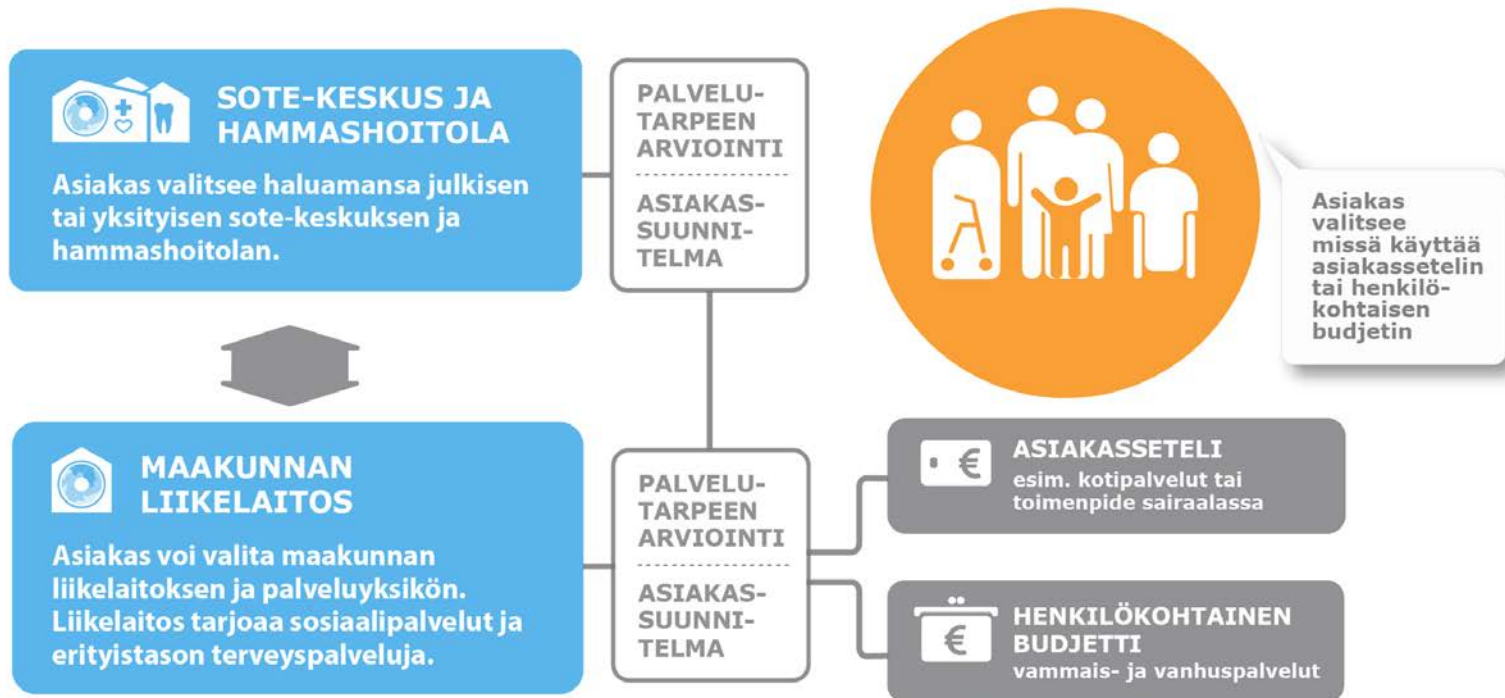 SOTE-KESKUS JA
HAMMASHOITOLA
Asiakas valitsee haluamansa julkisen
tai yksityisen sote-keskuksen ja
hammashoitolan.
PALVELU-
TARPEEN
ARVIOINTI
ASIAKAS-
SUUNNI-
TELMA
Asiakas
valitsee
missä käyttää
asiakassetelin
tai henkilö-
kohtaisen
budjetin
MAAKUNNAN
LIIKELAITOS
Asiakas voi valita maakunnan
liikelaitoksen ja palveluyksikön.
Liikelaitos tarjoaa sosiaalipalvelut ja
erityistason terveyspalveluja.
PALVELU-
TARPEEN
ARVIOINTI
ASIAKAS-
SUUNNI-
TELMA
€
ASIAKASSETELI
esim. kotipalvelut tai
toimenpide sairaalassa
€
HENKILÖKOHTAINEN
BUDJETTI
vammais- ja vanhuspalvelut